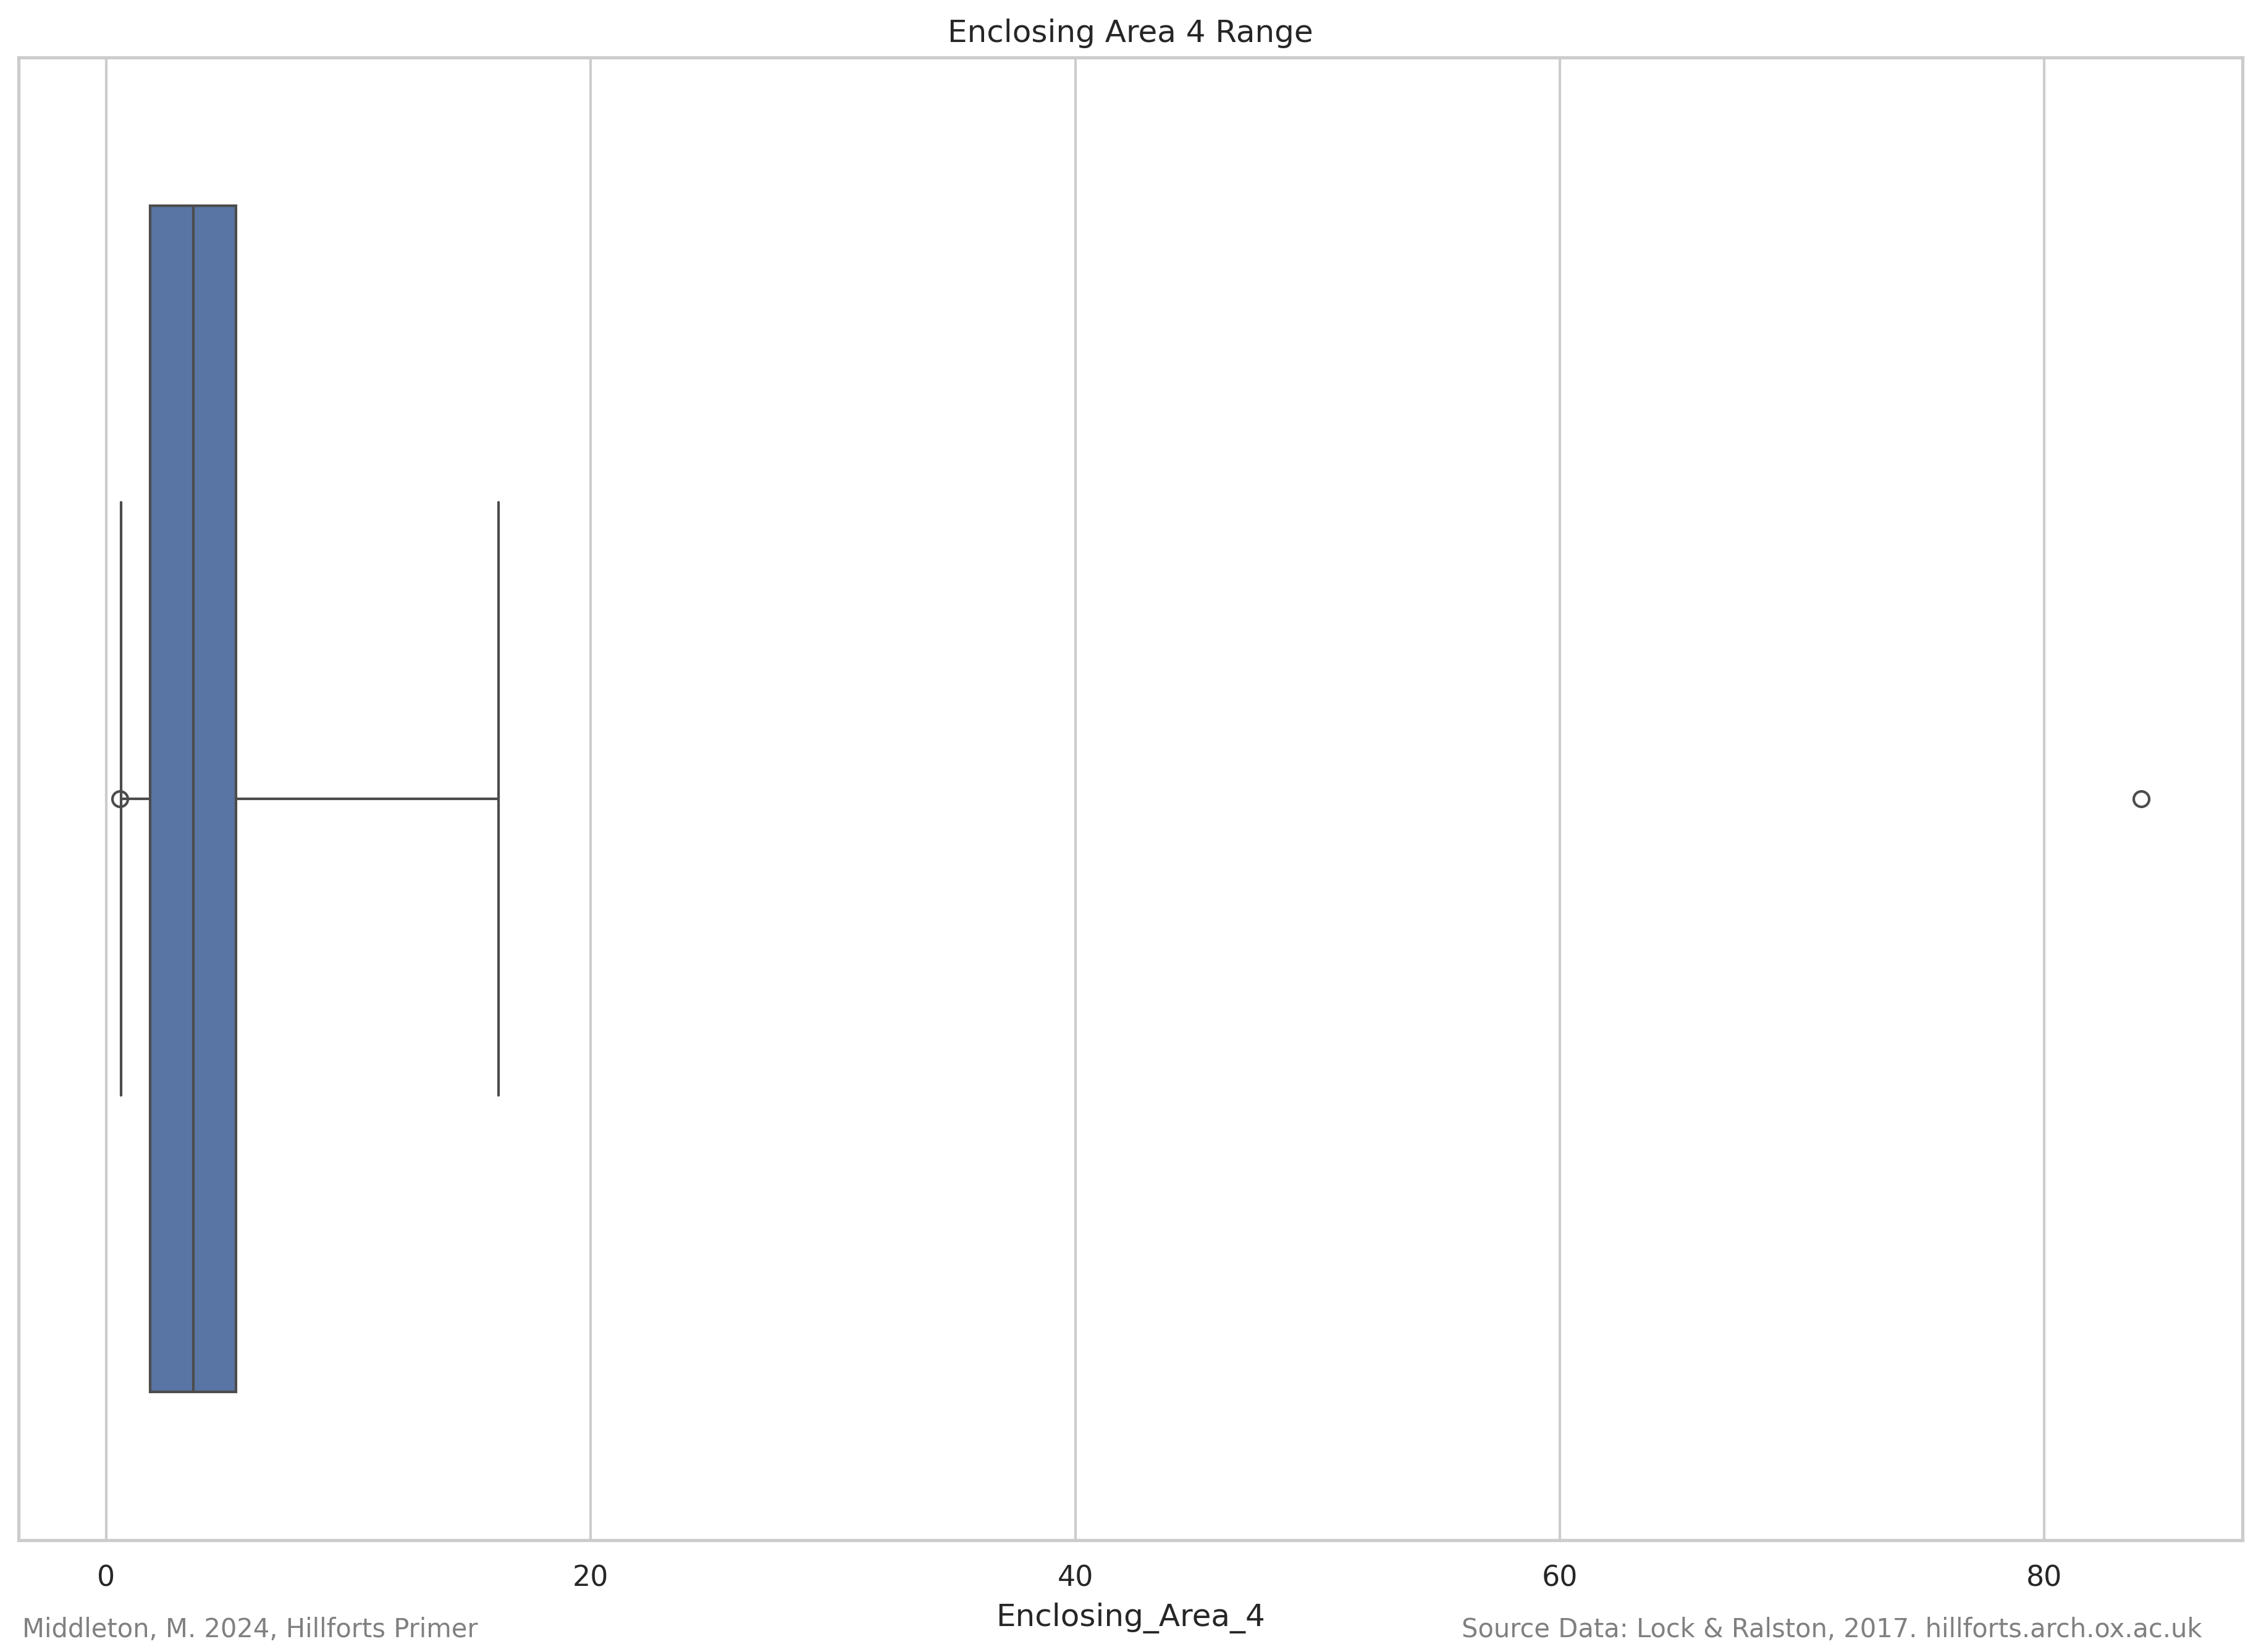 Enclosing Area 4 Range
0 20 40 60 80
Enclosing_Area_4
Middleton, M. 2024, Hillforts Primer
Source Data: Lock & Ralston, 2017. hillforts.arch.ox.ac.uk